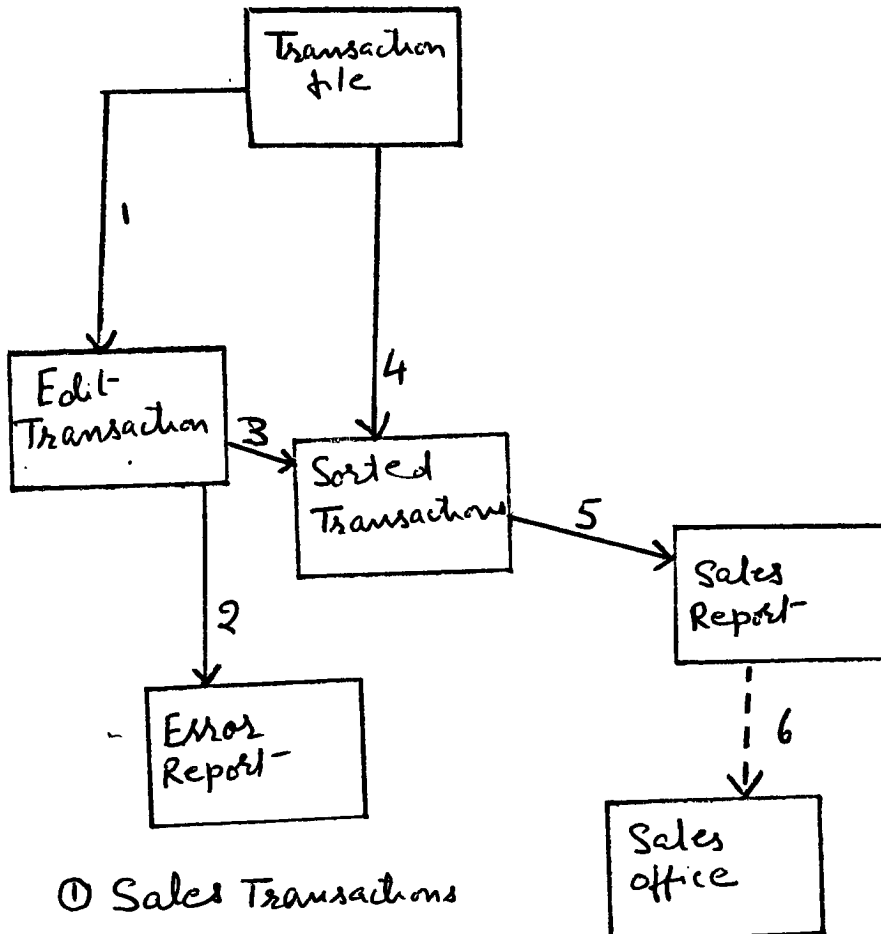 Transaction
file
1
Edit
Transaction
3
4
Sorted
Transactions
5
Sales
Report
2
Error
Report
6
Sales
office
① Sales Transactions